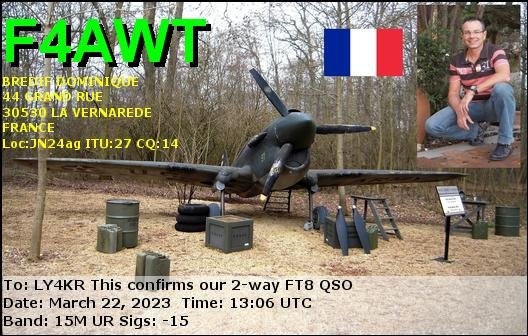 F4AWT
BREDIF DOMINIQUE
44 GRAND RUE
30530 LA VERNAREDE
FRANCE
Loc:JN24ag ITU:27 CQ:14
To: LY4KR This confirms our 2-way FT8 QSO
Date: March 22, 2023 Time: 13:06 UTC
Band: 15M UR Sigs: -15